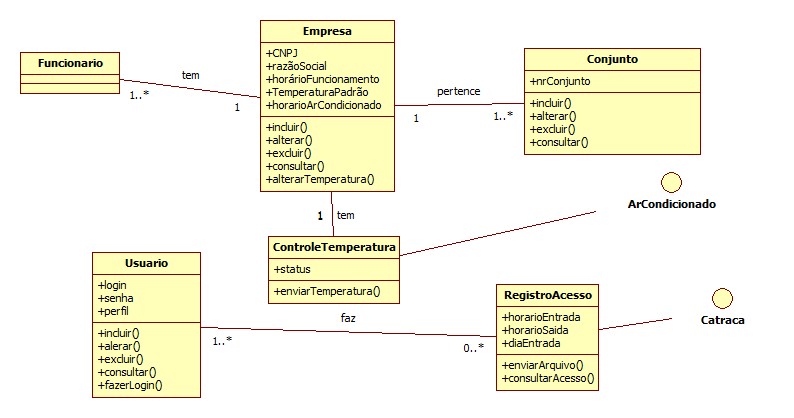 Funcionario
tem
1..*
1
Empresa
+CNPJ
+razãoSocial
+horárioFuncionamento
+TemperaturaPadrão
+horarioArCondicionado
+incluir()
+alterar()
+excluir()
+consultar()
+alterarTemperatura()
pertence
1
1..*
Conjunto
+nrConjunto
+incluir()
+alterar()
+excluir()
+consultar()
ArCondicionado
1
tem
ControleTemperatura
+status
+enviarTemperatura()
Usuario
+login
+senha
+perfil
+incluir()
+alerar()
+excluir()
+consultar()
+fazerLogin()
faz
1..*
0..*
RegistroAcesso
+horarioEntrada
+horarioSaida
+diaEntrada
+enviarArquivo()
+consultarAcesso()
Catraca